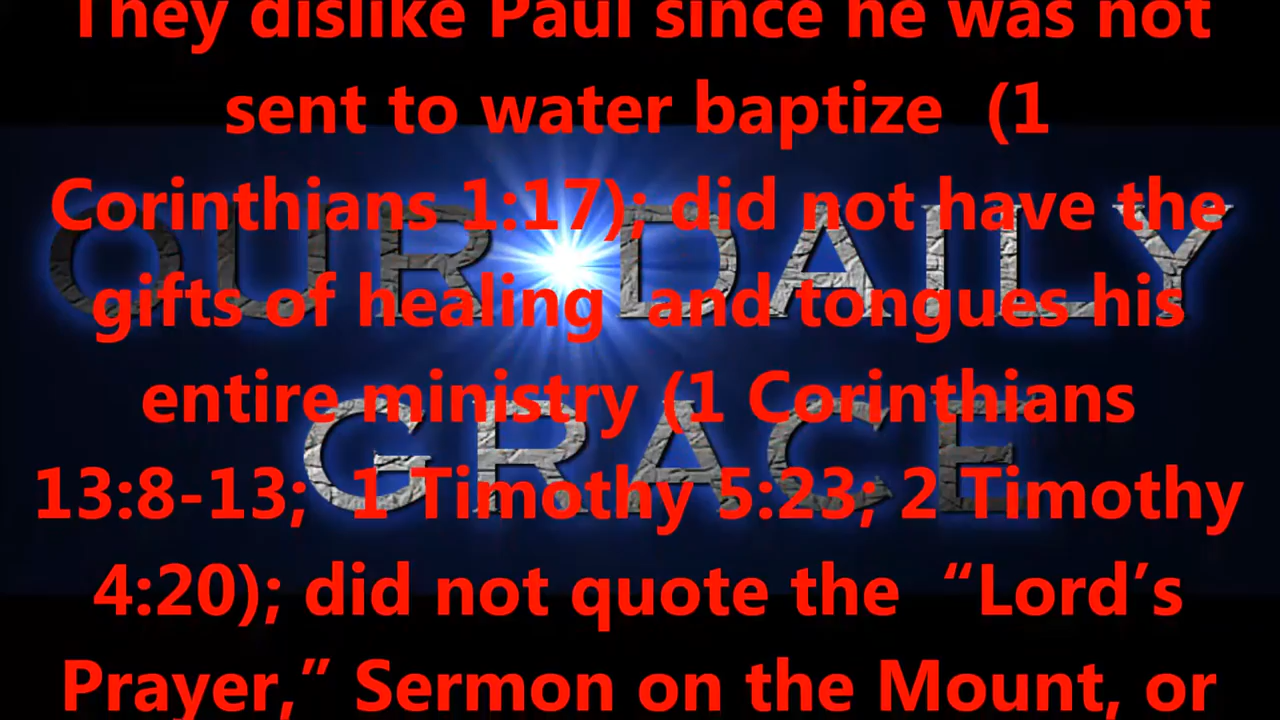 They dislike Paul since he was not
sent to water baptize  (1
Corinthians 1:17); did not have the
gifts of healing  and tongues his
entire ministry (1 Corinthians
13:8-13;  1 Timothy 5:23; 2 Timothy
4:20); did not quote the  “Lord’s
Prayer,” Sermon on the Mount, or
OUR DAILY
GRACE